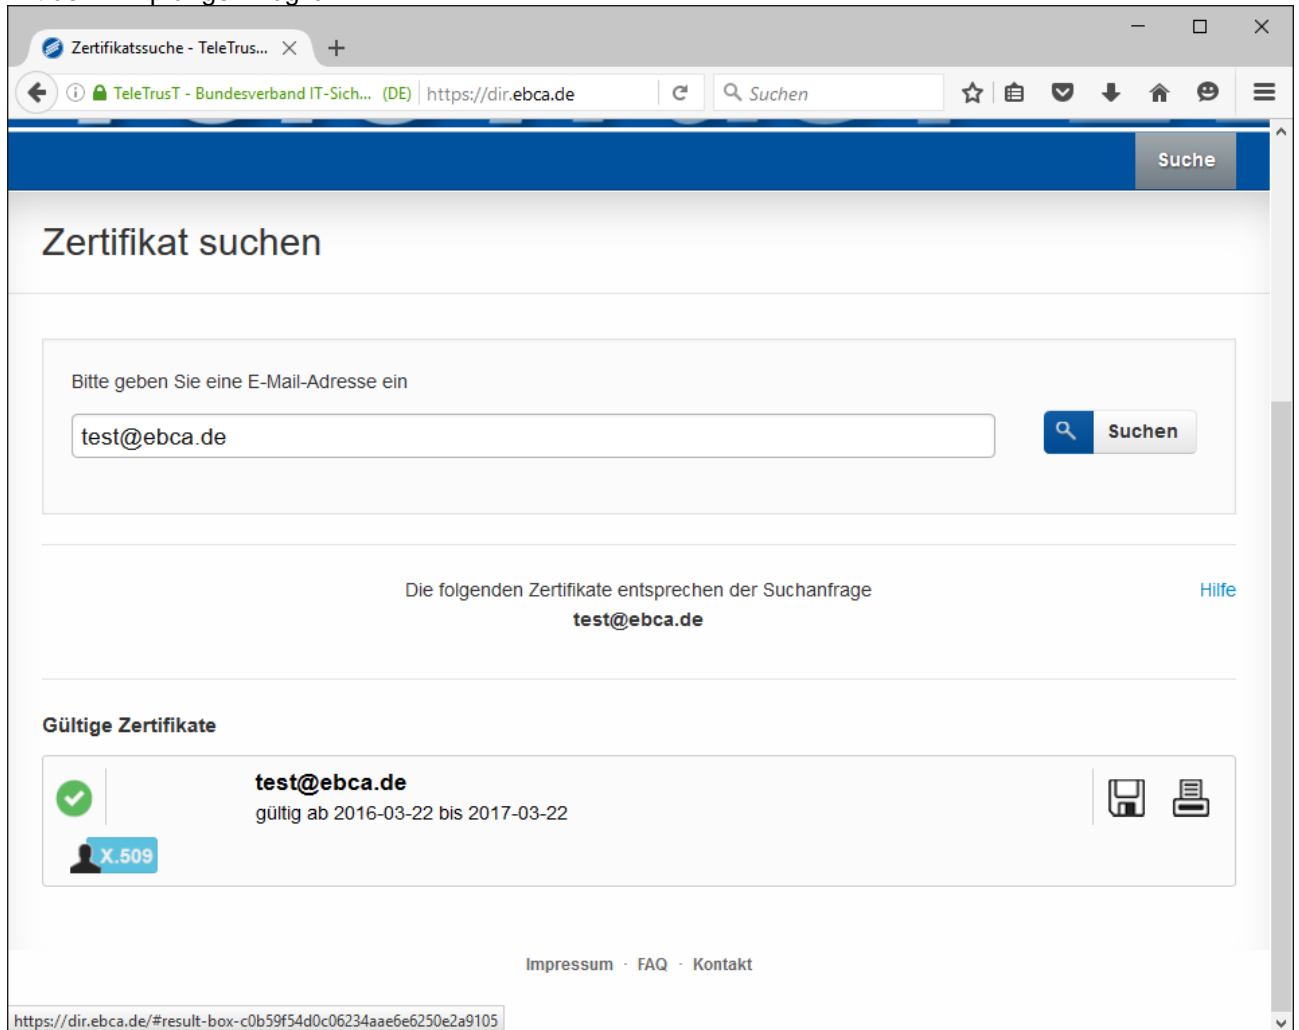 Zertifikatssuche - TeleTrus...
TeleTrusT - Bundesverband IT-Sich... (DE) https://dir.ebca.de Suchen
Suche
Zertifikat suchen
Bitte geben Sie eine E-Mail-Adresse ein
test@ebca.de Suchen
Die folgenden Zertifikate entsprechen der Suchanfrage Hilfe
test@ebca.de
Gültige Zertifikate
test@ebca.de
gültig ab 2016-03-22 bis 2017-03-22
X.509
Impressum · FAQ · Kontakt
https://dir.ebca.de/#result-box-c0b59f54d0c06234aae6e6250e2a9105